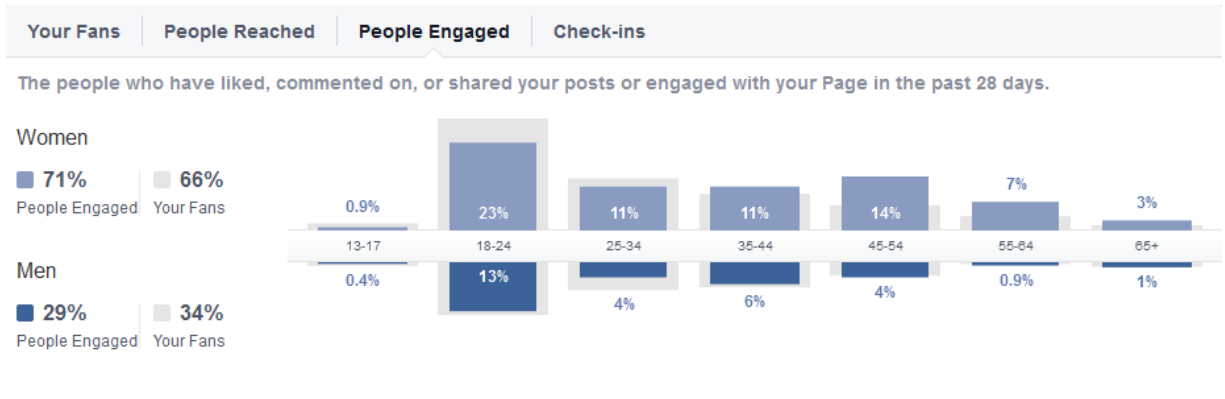 Your Fans People Reached People Engaged Check-ins
The people who have liked, commented on, or shared your posts or engaged with your Page in the past 28 days.
Women
71% 66%
People Engaged Your Fans
0.9% 23% 11% 11% 14% 7% 3%
13-17 18-24 25-34 35-44 45-54 55-64 65+
Men
0.4% 13% 4% 6% 4% 0.9% 1%
29% 34%
People Engaged Your Fans